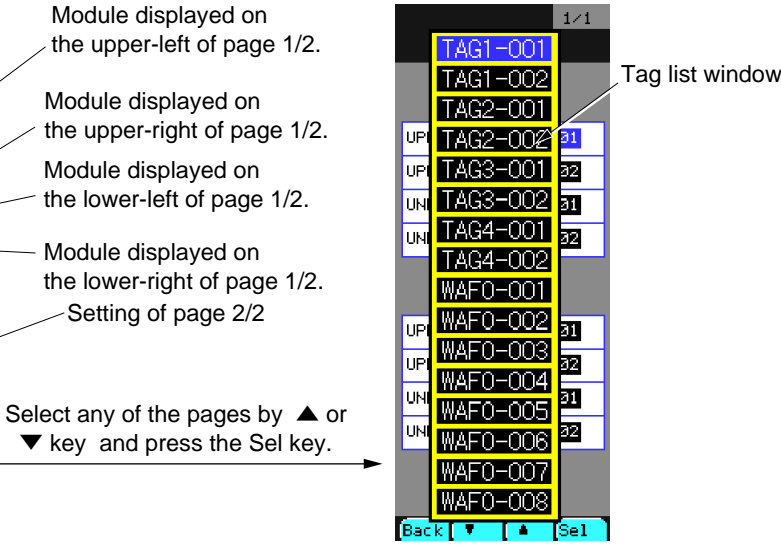 Module displayed on
the upper-left of page 1/2.
Module displayed on
the upper-right of page 1/2.
Module displayed on
the lower-left of page 1/2.
Module displayed on
the lower-right of page 1/2.
Setting of page 2/2
Select any of the pages by ▲ or
▼ key and press the Sel key.
1/1
TAG1-001
TAG1-002
TAG2-001
TAG2-002
TAG3-001
TAG3-002
TAG4-001
TAG4-002
WAF0-001
WAF0-002
WAF0-003
WAF0-004
WAF0-005
WAF0-006
WAF0-007
WAF0-008
Back ▼ ▲ Sel
Tag list window